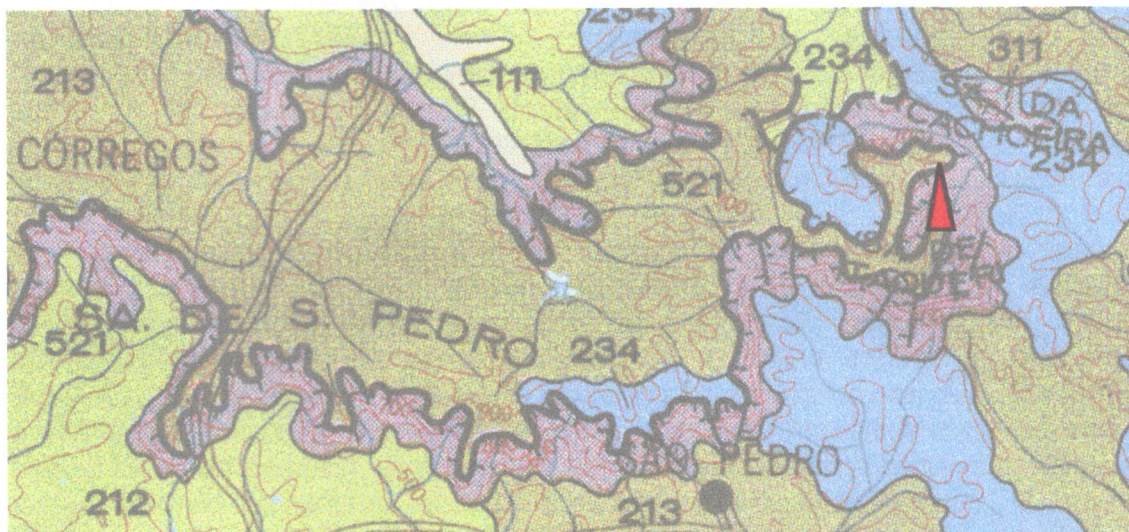 234
213
111
234
311
SA. DA
CACHOEIRA
CÓRREGOS
234
521
SA. DE S. PEDRO
521
234
SÃO PEDRO
212
213